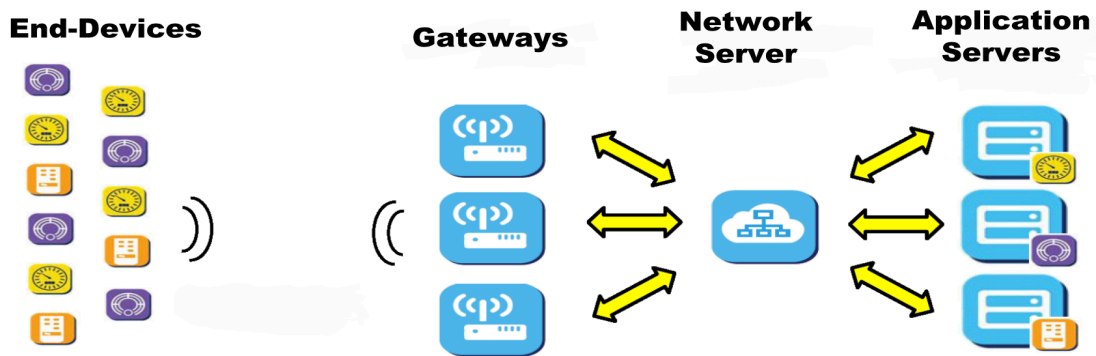 End-Devices
Gateways
Network
Server
Application
Servers